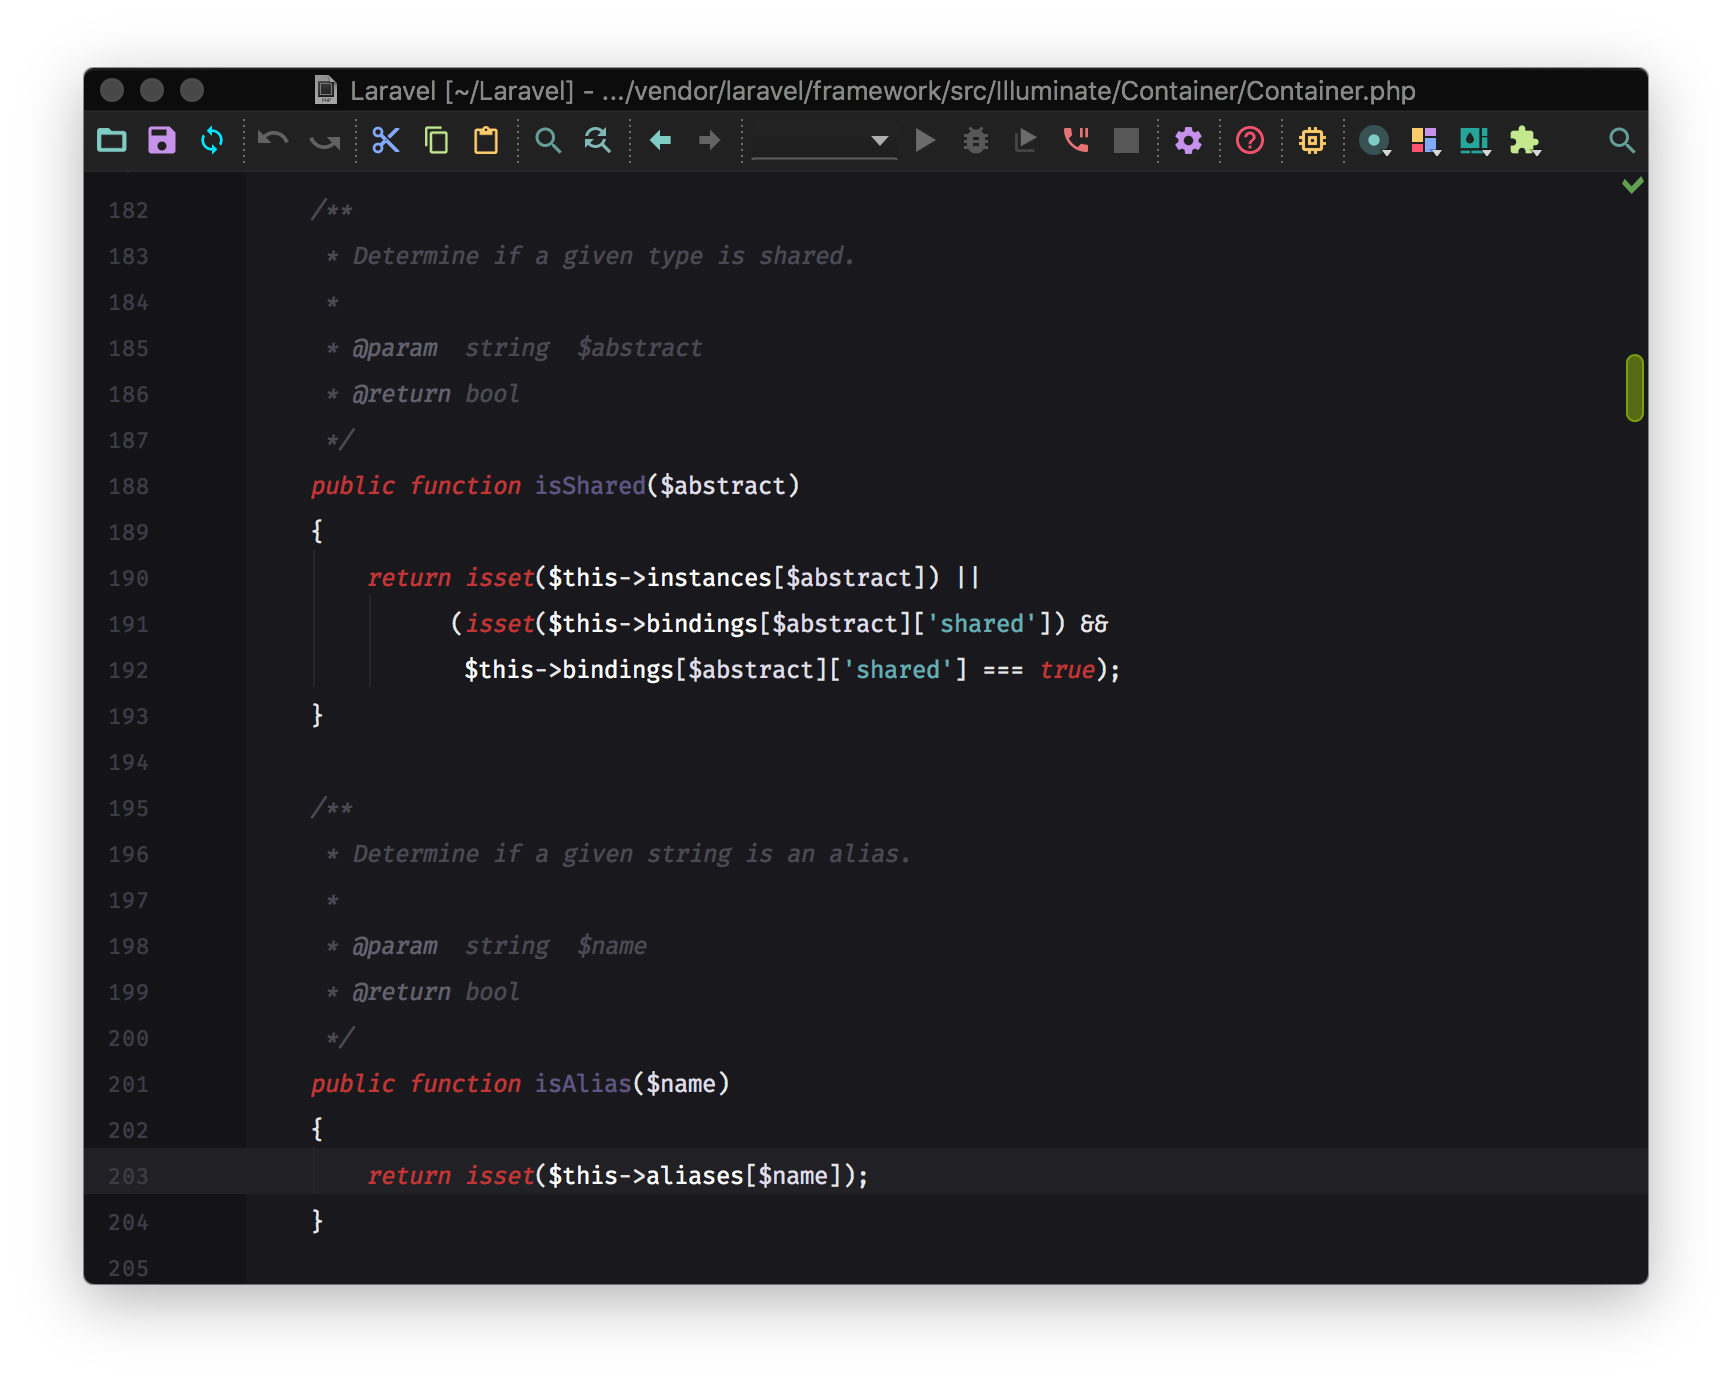 Laravel [~/Laravel] - .../vendor/laravel/framework/src/Illuminate/Container/Container.php
182 /**
183 * Determine if a given type is shared.
184 *
185 * @param  string  $abstract
186 * @return bool
187 */
188 public function isShared($abstract)
189 {
190 return isset($this->instances[$abstract]) ||
191 (isset($this->bindings[$abstract]['shared']) &&
192 $this->bindings[$abstract]['shared'] === true);
193 }
194
195 /**
196 * Determine if a given string is an alias.
197 *
198 * @param  string  $name
199 * @return bool
200 */
201 public function isAlias($name)
202 {
203 return isset($this->aliases[$name]);
204 }
205